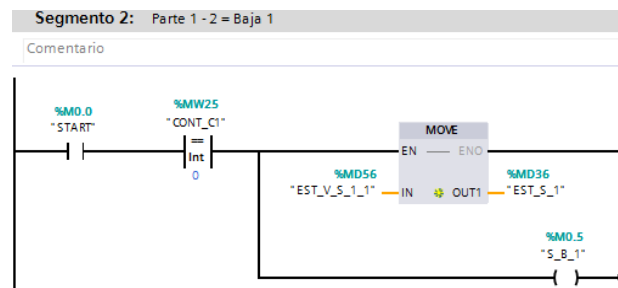 Segmento 2: Parte 1 - 2 = Baja 1
Comentario
%M0.0
"START"
%MW25
"CONT_C1"
==
Int
0
MOVE
EN ENO
%MD56
"EST_V_S_1_1"
IN OUT1
%MD36
"EST_S_1"
%M0.5
"S_B_1"